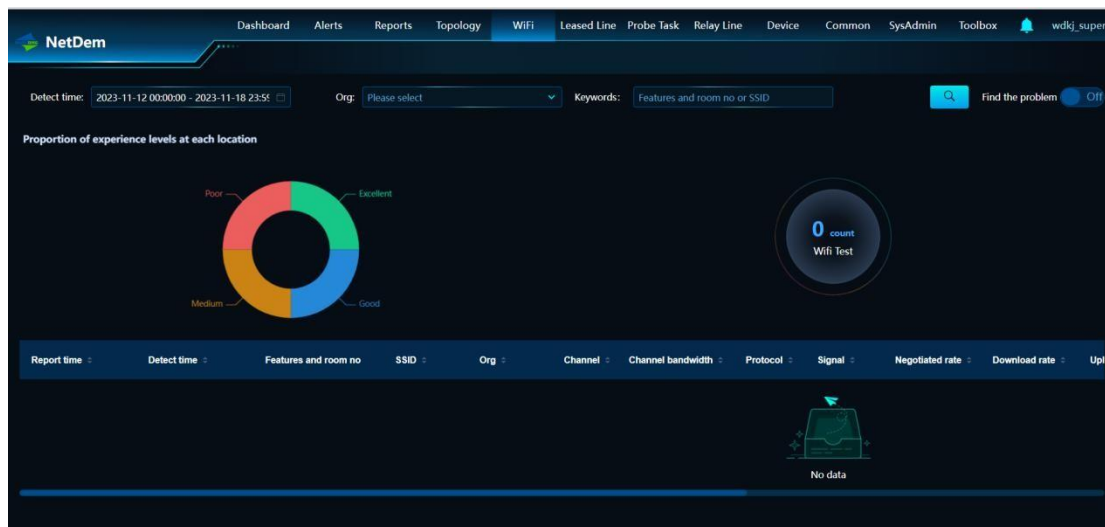 NetDem
Dashboard Alerts Reports Topology WiFi Leased Line Probe Task Relay Line Device Common SysAdmin Toolbox wdkj_super
Detect time: 2023-11-12 00:00:00 - 2023-11-18 23:59 Org: Please select Keywords: Features and room no or SSID Find the problem Off
Proportion of experience levels at each location
Poor Excellent
Medium Good
0 count
Wifi Test
Report time Detect time Features and room no SSID Org Channel Channel bandwidth Protocol Signal Negotiated rate Download rate Upl
No data